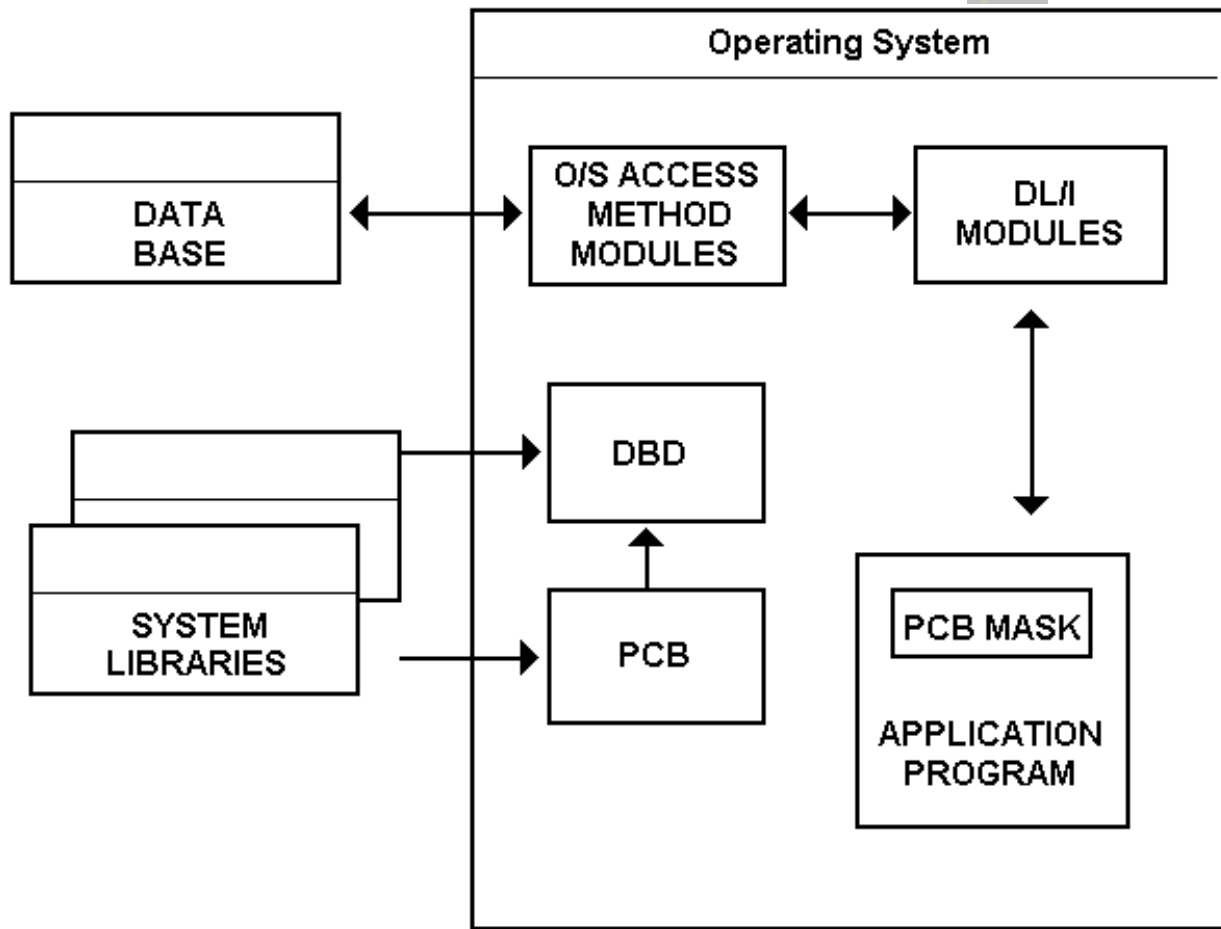 Operating System
DATA
BASE
O/S ACCESS
METHOD
MODULES
DL/I
MODULES
DBD
SYSTEM
LIBRARIES
PCB
PCB MASK
APPLICATION
PROGRAM